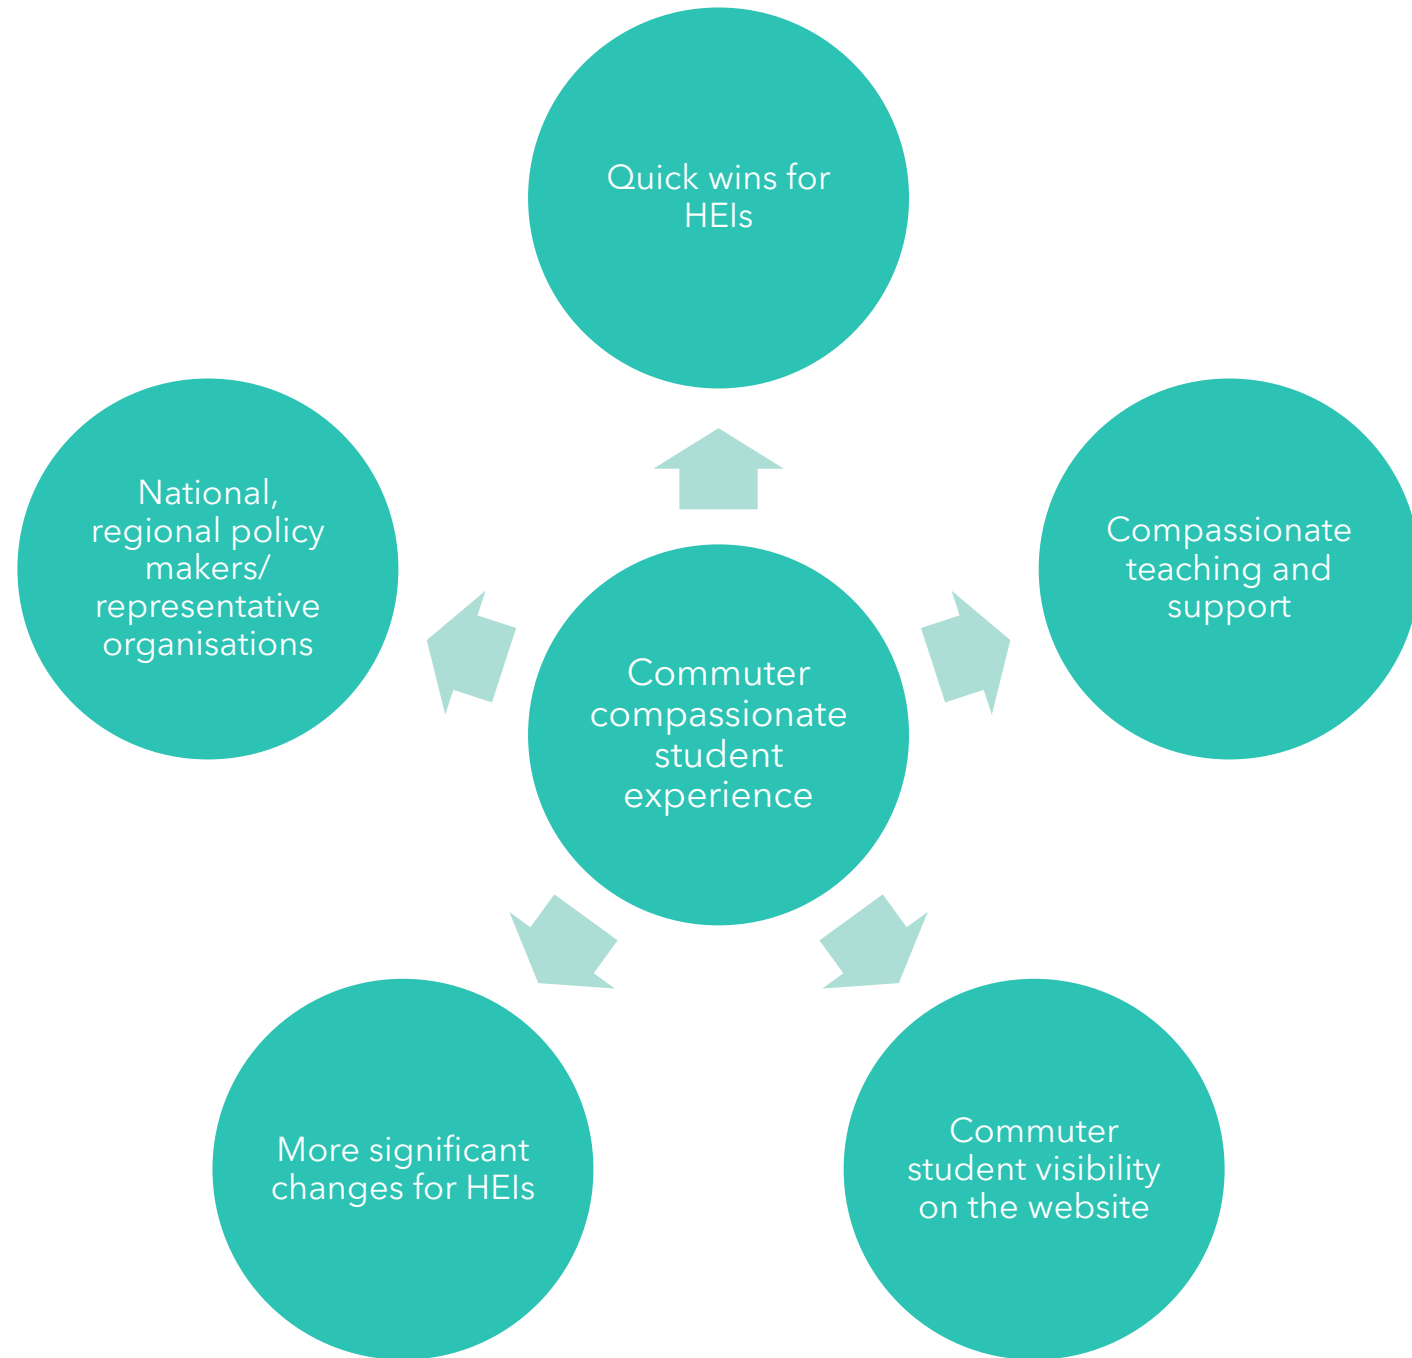 Quick wins for
HEIs
National,
regional policy
makers/
representative
organisations
Compassionate
teaching and
support
Commuter
compassionate
student
experience
More significant
changes for HEIs
Commuter
student visibility
on the website